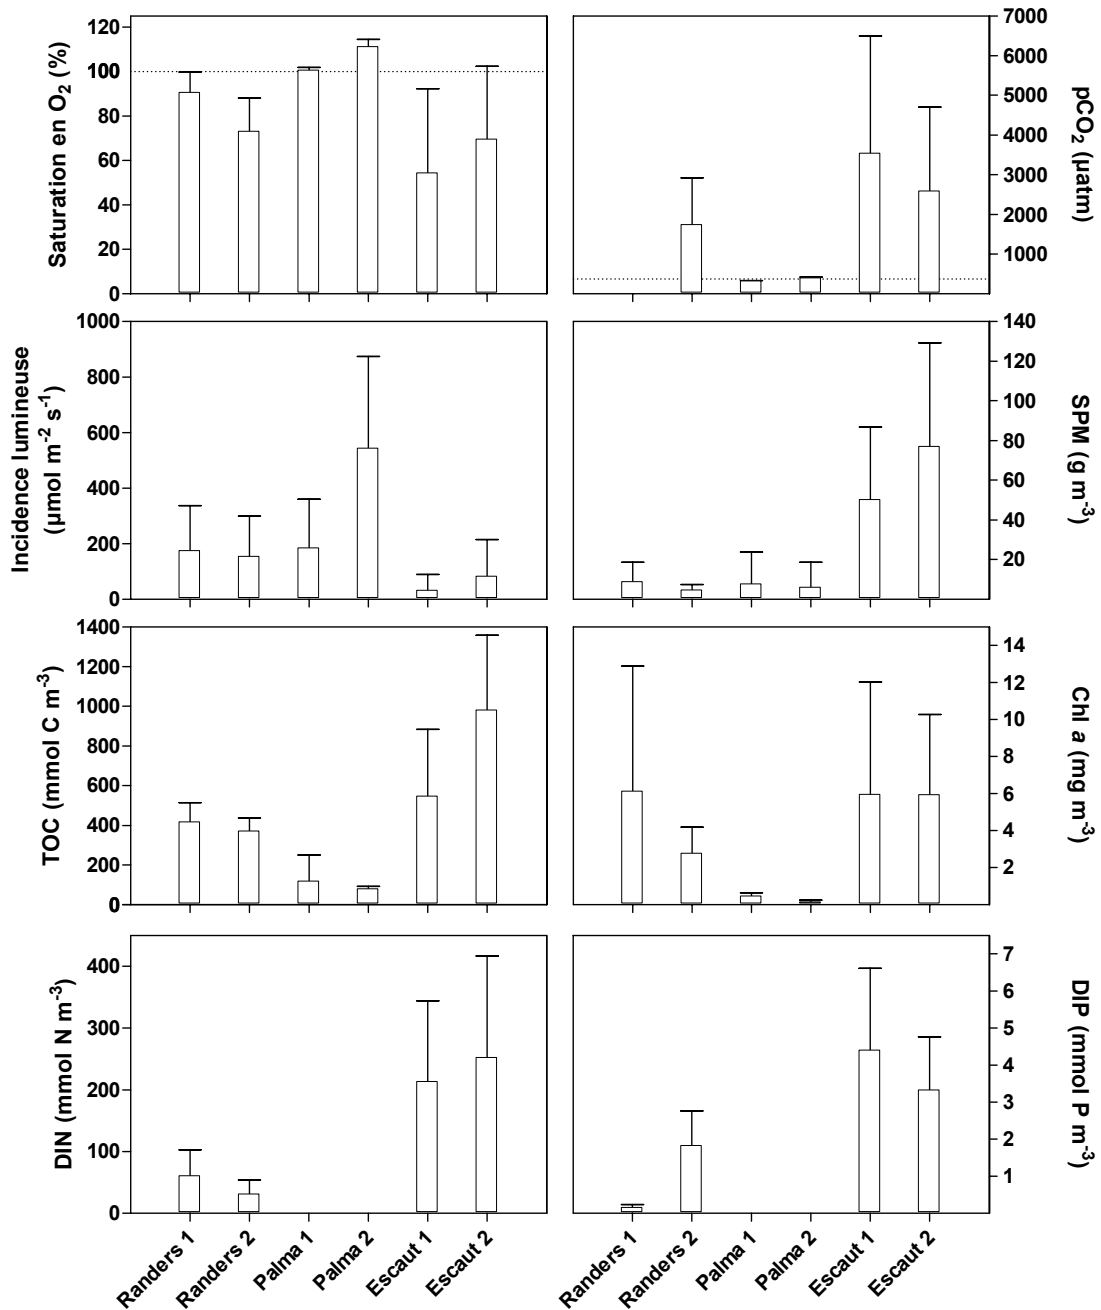 Saturation en O2 (%)
120
100
80
60
40
20
0
7000
6000
5000
4000
3000
2000
1000
pCO2 (µatm)
Incidence lumineuse
(µmol m-2 s-1)
1000
800
600
400
200
0
140
120
100
80
60
40
20
SPM (g m-3)
TOC (mmol C m-3)
1400
1200
1000
800
600
400
200
0
14
12
10
8
6
4
2
Chl a (mg m-3)
DIN (mmol N m-3)
400
300
200
100
0
7
6
5
4
3
2
1
DIP (mmol P m-3)
Randers 1
Randers 2
Palma 1
Palma 2
Escaut 1
Escaut 2
Randers 1
Randers 2
Palma 1
Palma 2
Escaut 1
Escaut 2